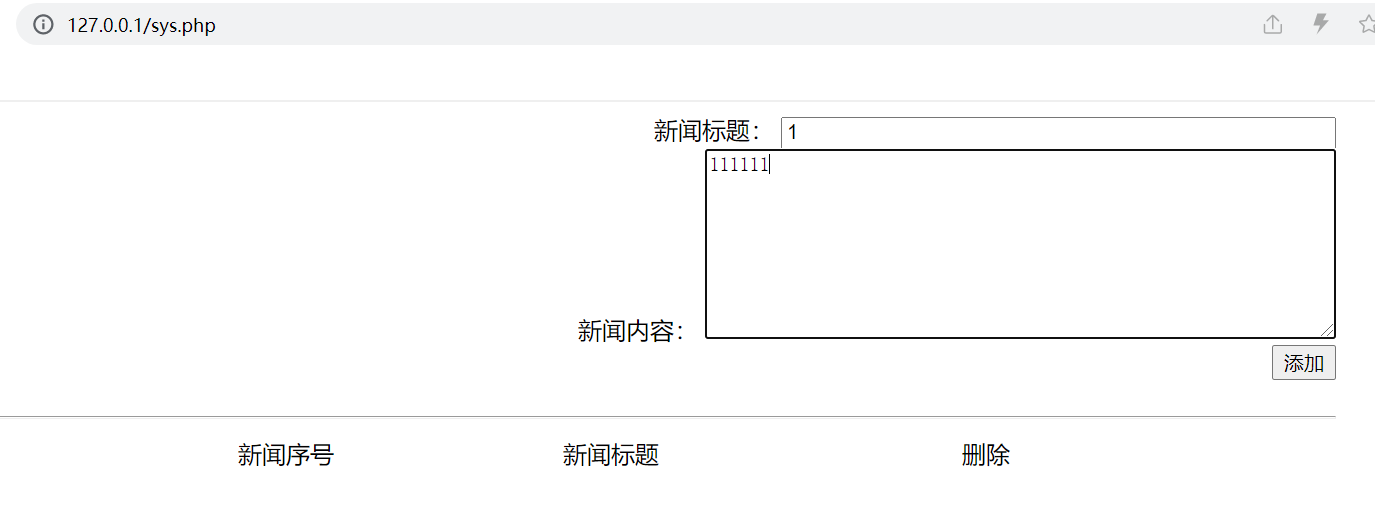 127.0.0.1/sys.php
新闻标题： 1
111111
新闻内容：
添加
新闻序号 新闻标题 删除